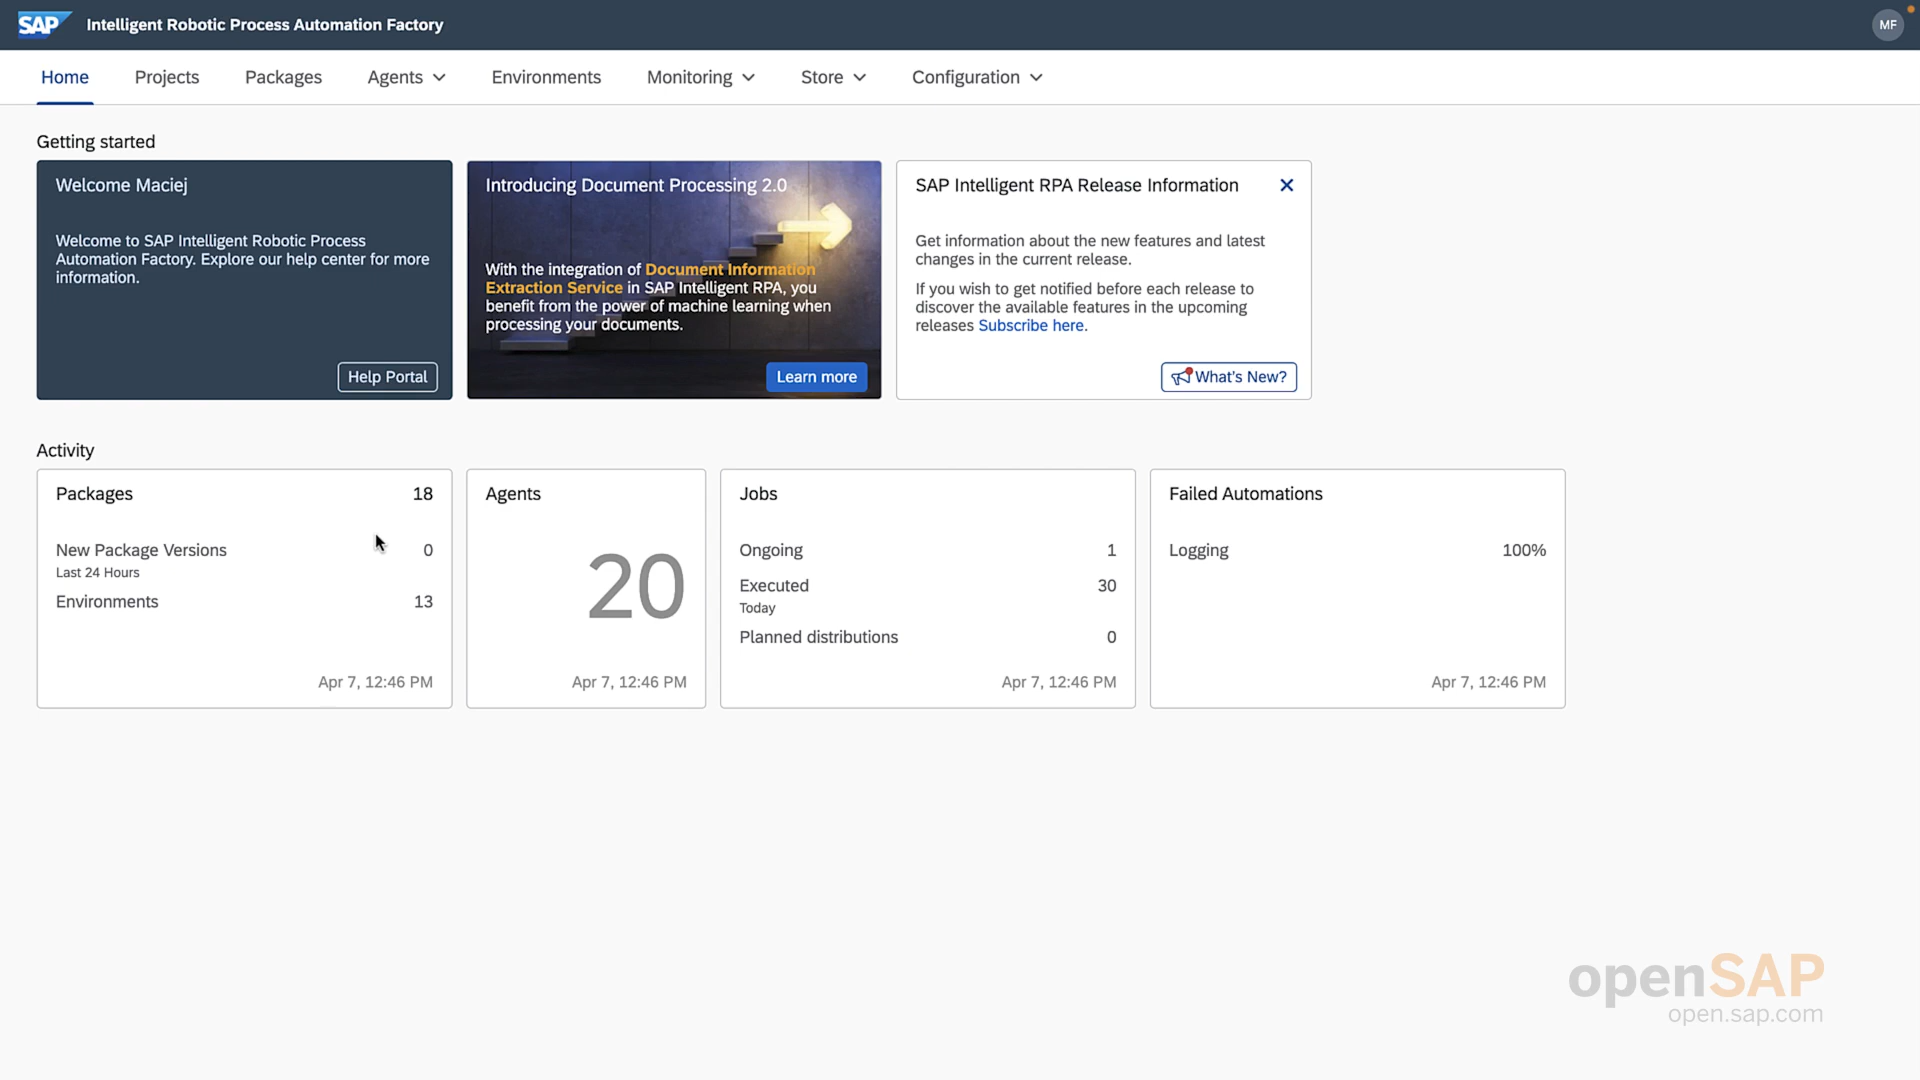 SAP Intelligent Robotic Process Automation Factory MF
Home Projects Packages Agents Environments Monitoring Store Configuration
Getting started
Welcome Maciej
Welcome to SAP Intelligent Robotic Process
Automation Factory. Explore our help center for more
information.
Help Portal
Introducing Document Processing 2.0
With the integration of Document Information
Extraction Service in SAP Intelligent RPA, you
benefit from the power of machine learning when
processing your documents.
Learn more
SAP Intelligent RPA Release Information
Get information about the new features and latest
changes in the current release.
If you wish to get notified before each release to
discover the available features in the upcoming
releases Subscribe here.
What's New?
Activity
Packages 18
New Package Versions 0
Last 24 Hours
Environments 13
Apr 7, 12:46 PM
Agents
20
Apr 7, 12:46 PM
Jobs
Ongoing 1
Executed 30
Today
Planned distributions 0
Apr 7, 12:46 PM
Failed Automations
Logging 100%
Apr 7, 12:46 PM
openSAP
open.sap.com